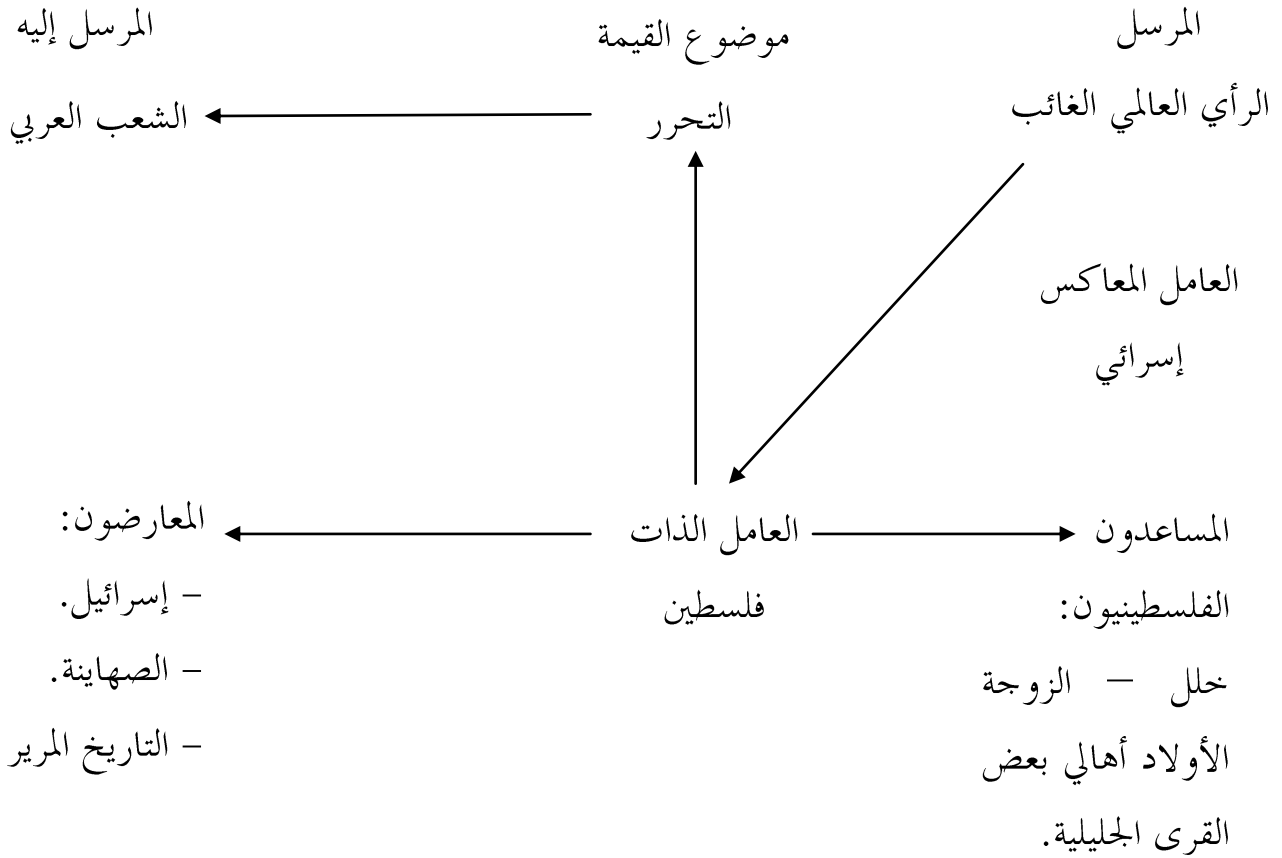 المرسل
موضوع القيمة
المرسل إليه
الرأي العالمي الغائب
التحرر
الشعب العربي
العامل المعاكس
إسرائي
المساعدون
العامل الذات
المعارضون:
الفلسطينيون:
فلسطين
– إسرائيل.
خلل – الزوجة
– الصهاينة.
الأولاد أهالي بعض
– التاريخ المرير
القرى الجليلية.